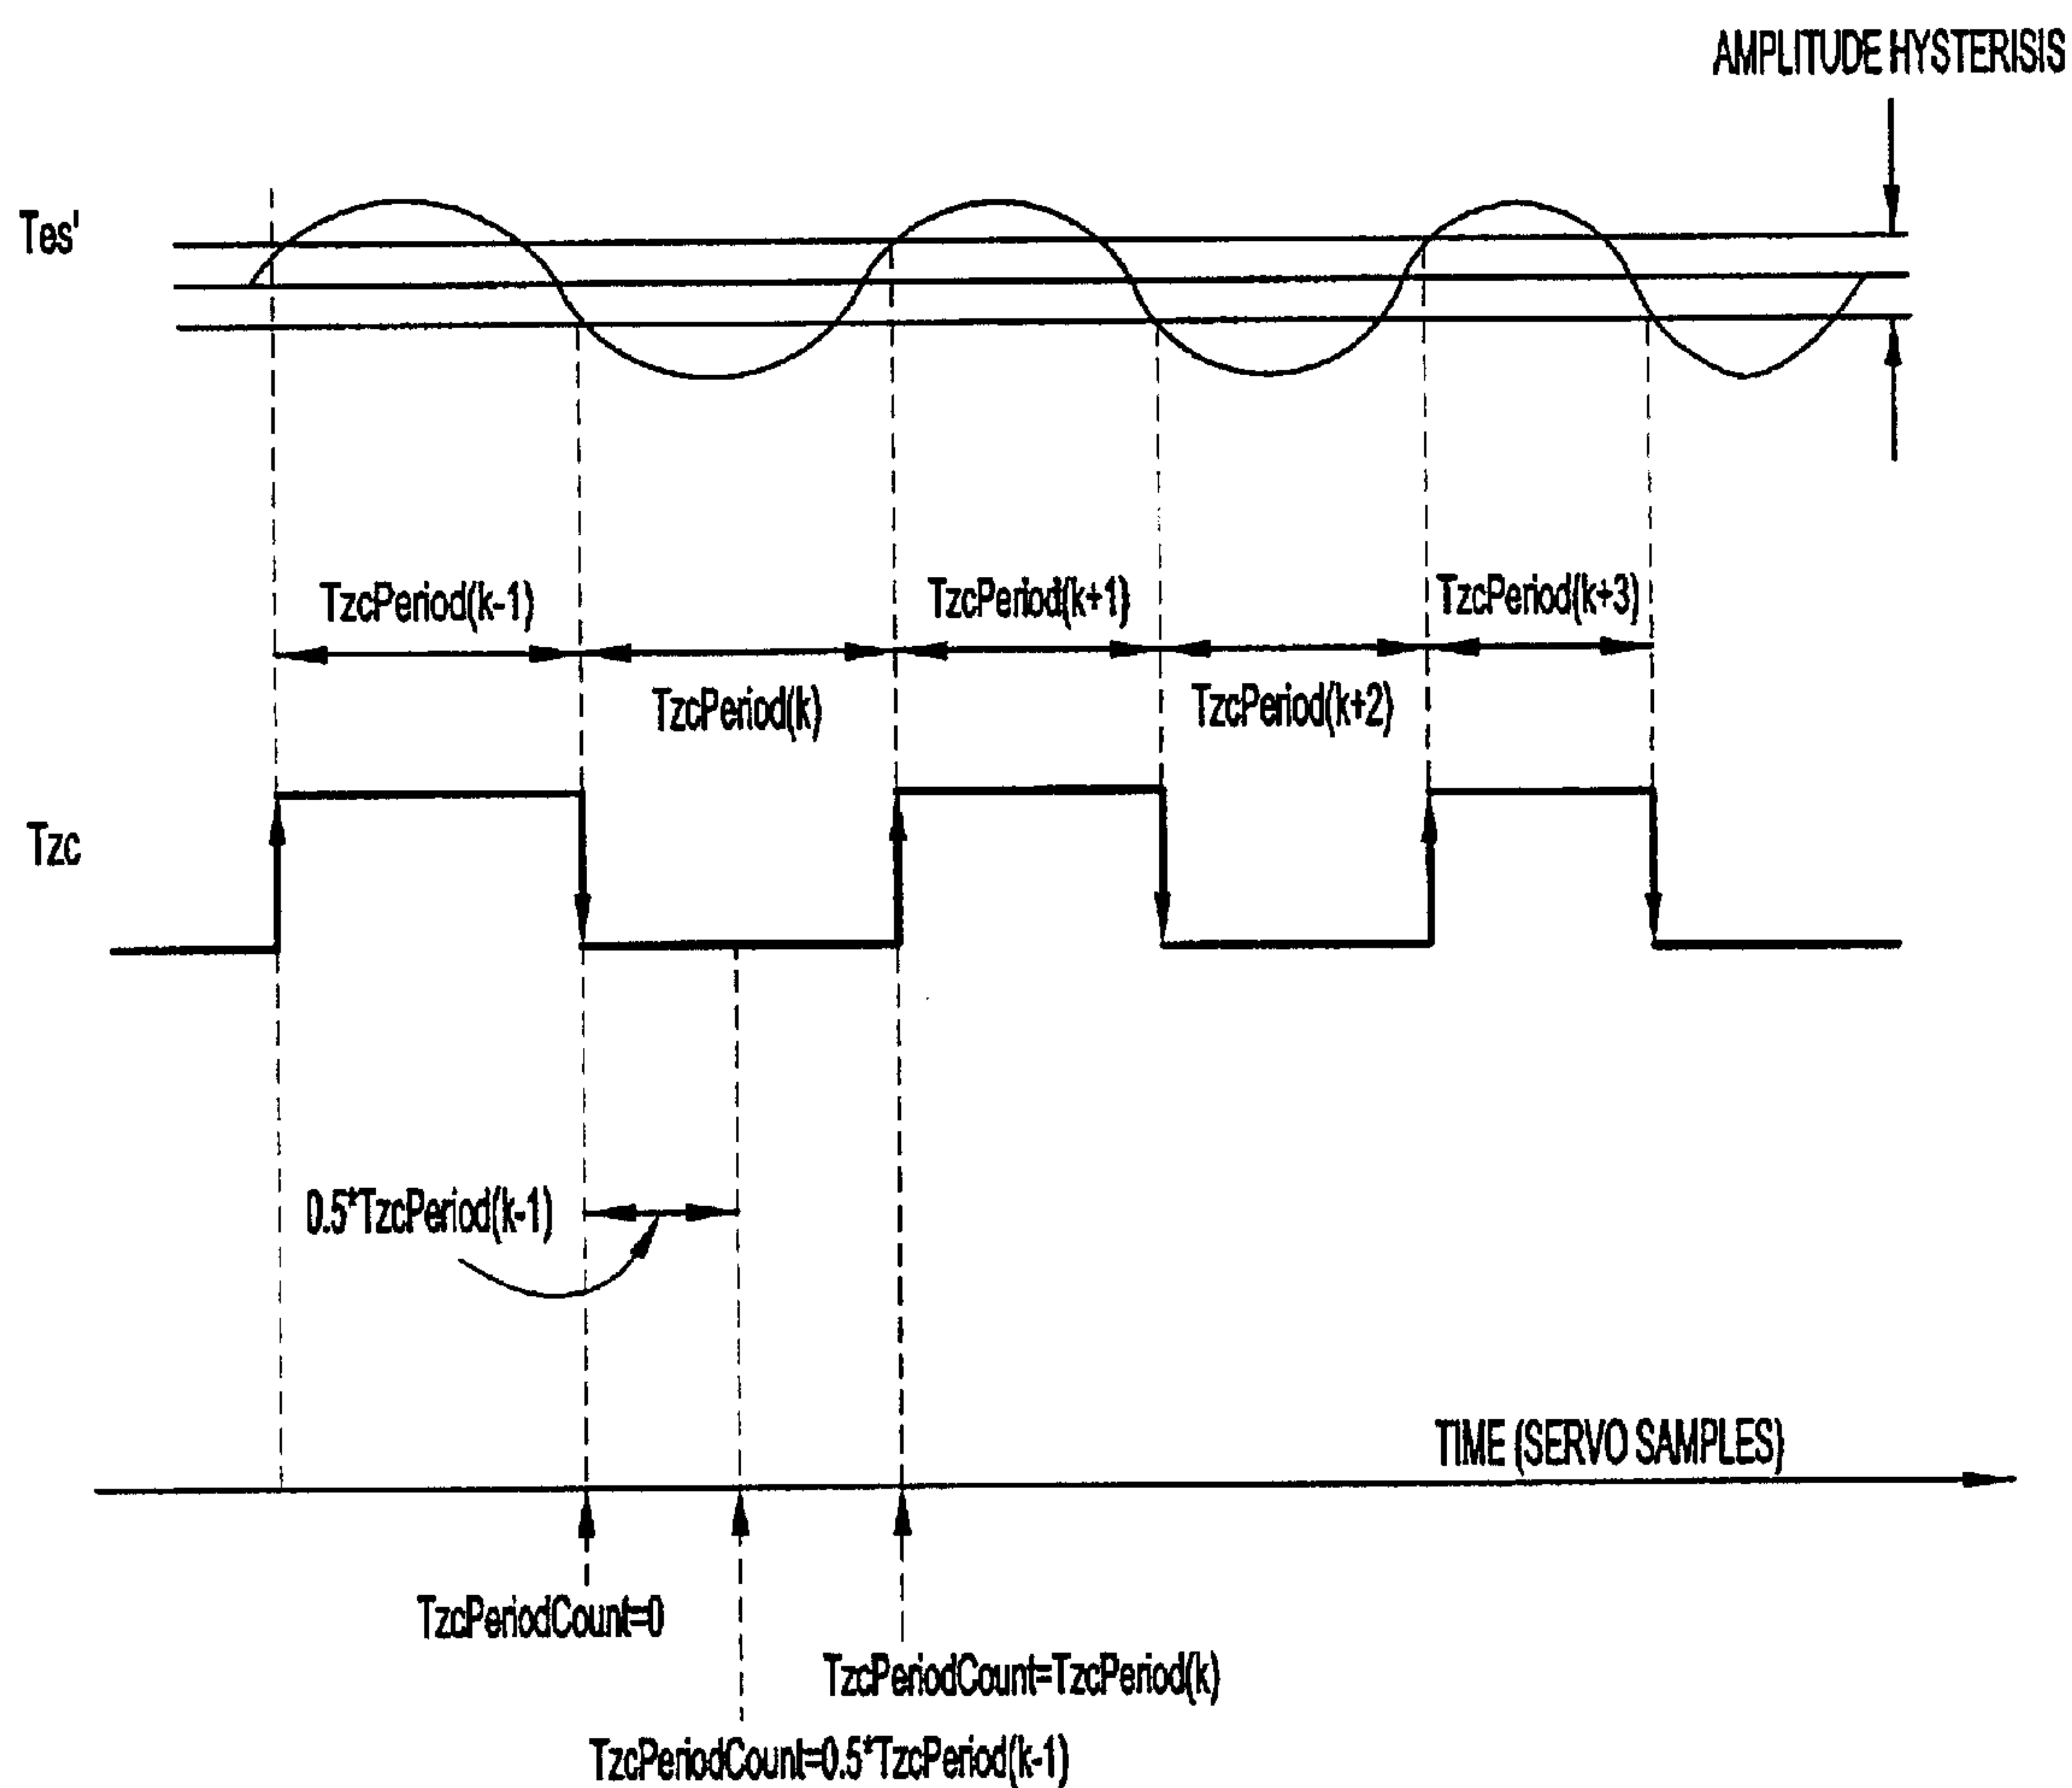 AMPLITUDE HYSTERISIS
Tes'
TzcPeriod(k-1)
TzcPeriod(k+1)
TzcPeriod(k+3)
TzcPeriod(k)
TzcPeriod(k+2)
Tzc
0.5*TzcPeriod(k-1)
TIME (SERVO SAMPLES)
TzcPeriodCount=0
TzcPeriodCount=TzcPeriod(k)
TzcPeriodCount=0.5*TzcPeriod(k-1)